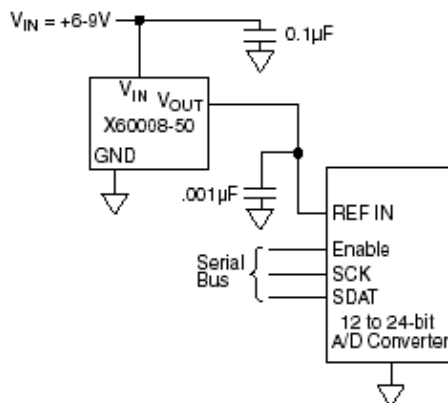 V_IN = +6-9V
0.1µF
V_IN
V_OUT
X60008-50
GND
.001µF
REF IN
Enable
Serial
Bus
SCK
SDAT
12 to 24-bit
A/D Converter